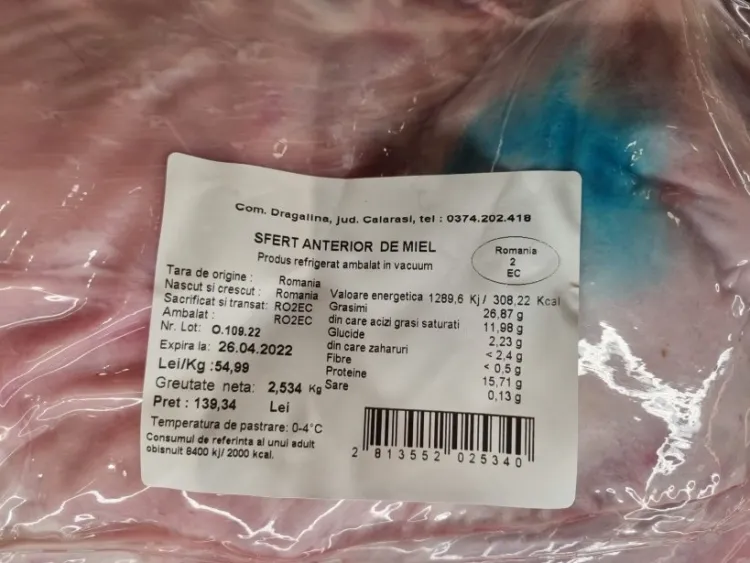 Com. Dragalina, jud. Calarasi, tel : 0374.202.418
SFERT ANTERIOR DE MIEL
Produs refrigerat ambalat in vacuum
Romania
2
EC
Tara de origine : Romania
Nascut si crescut : Romania
Sacrificat si transat: RO2EC
Ambalat : RO2EC
Nr. Lot: O.109.22
Expira la: 26.04.2022
Lei/Kg :54,99
Greutate neta: 2,534 Kg
Pret : 139,34 Lei
Temperatura de pastrare: 0-4°C
Consumul de referinta al unui adult
obisnuit 8400 kj/ 2000 kcal.
Valoare energetica 1289,6 Kj/ 308,22 Kcal
Grasimi 26,87 g
din care acizi grasi saturati 11,98 g
Glucide 2,23 g
din care zaharuri < 2,4 g
Fibre < 0,5 g
Proteine 15,71 g
Sare 0,13 g
2 813552 025340